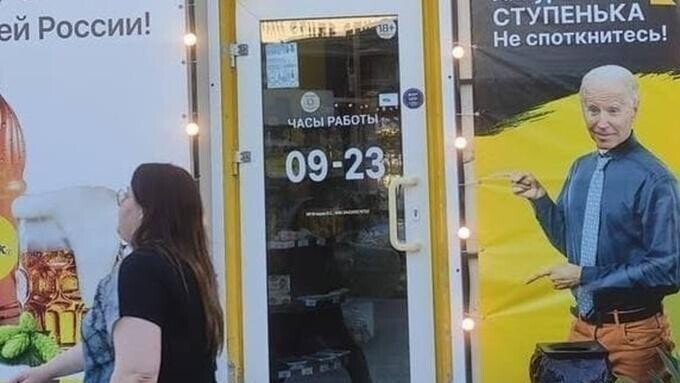 ей России!
18+
ЧАСЫ РАБОТЫ
09-23
СТУПЕНЬКА
Не споткнитесь!